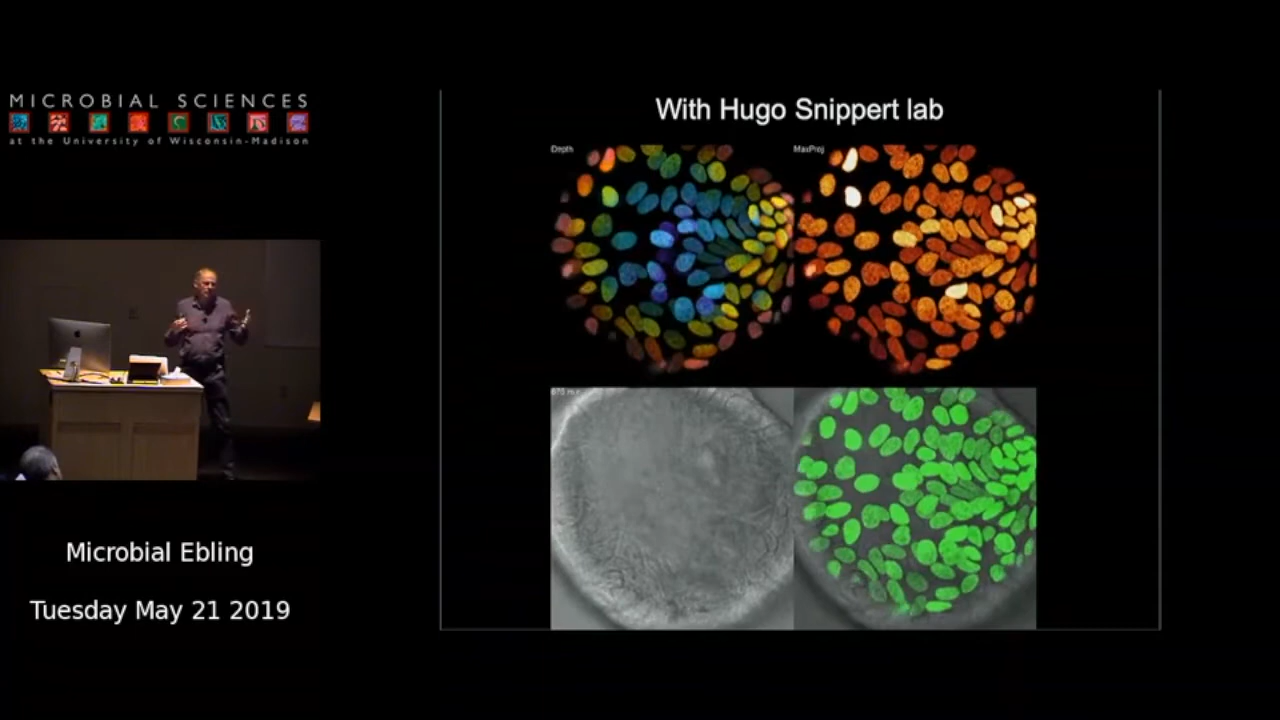 MICROBIAL SCIENCES
at the University of Wisconsin-Madison
With Hugo Snippert lab
Depth
MaxProj
Microbial Ebling
Tuesday May 21 2019